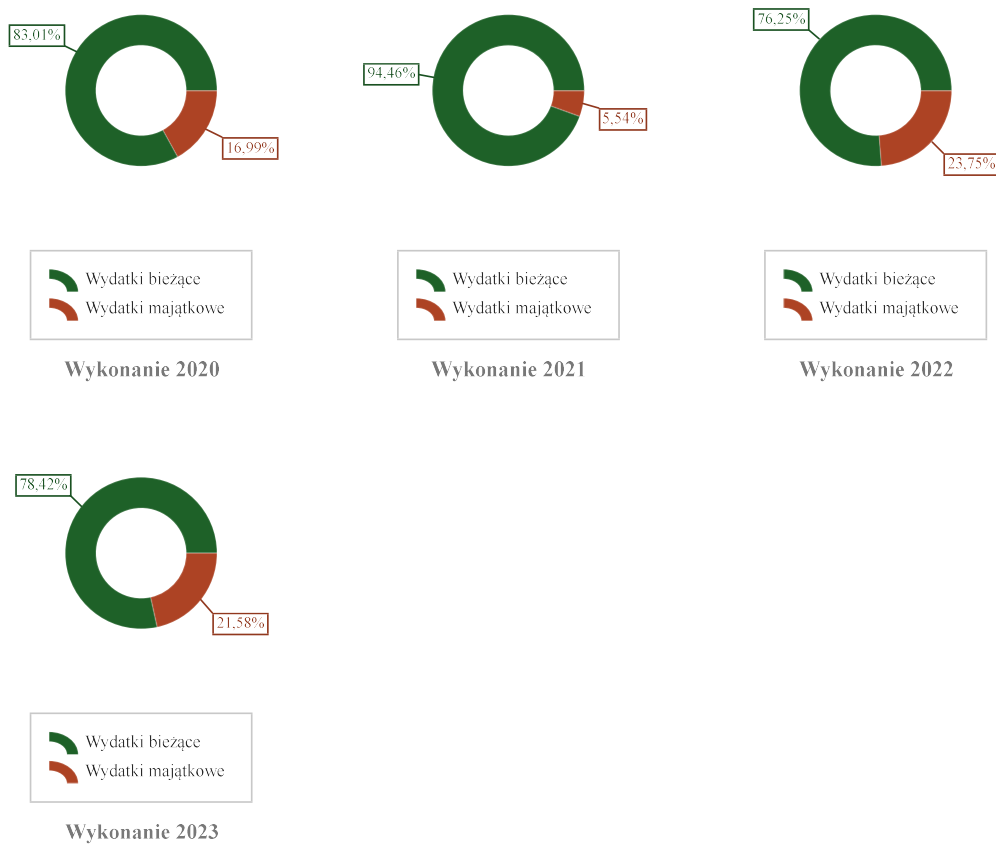 83,01%
16,99%
Wydatki bieżące
Wydatki majątkowe
Wykonanie 2020
94,46%
5,54%
Wydatki bieżące
Wydatki majątkowe
Wykonanie 2021
76,25%
23,75%
Wydatki bieżące
Wydatki majątkowe
Wykonanie 2022
78,42%
21,58%
Wydatki bieżące
Wydatki majątkowe
Wykonanie 2023